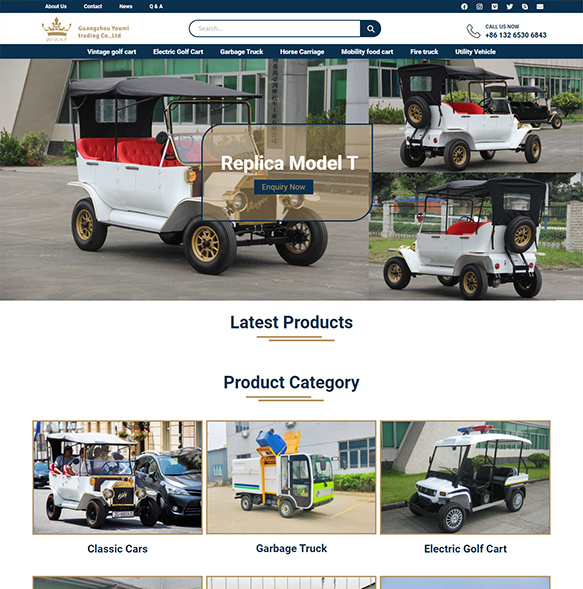 About Us Contact News Q & A
Guangzhou Youmi
trading Co.,Ltd
Search...
CALL US NOW
+86 132 6530 6843
Vintage golf cart Electric Golf Cart Garbage Truck Horse Carriage Mobility food cart Fire truck Utility Vehicle
Replica Model T
Enquiry Now
Latest Products
Product Category
Classic Cars Garbage Truck Electric Golf Cart